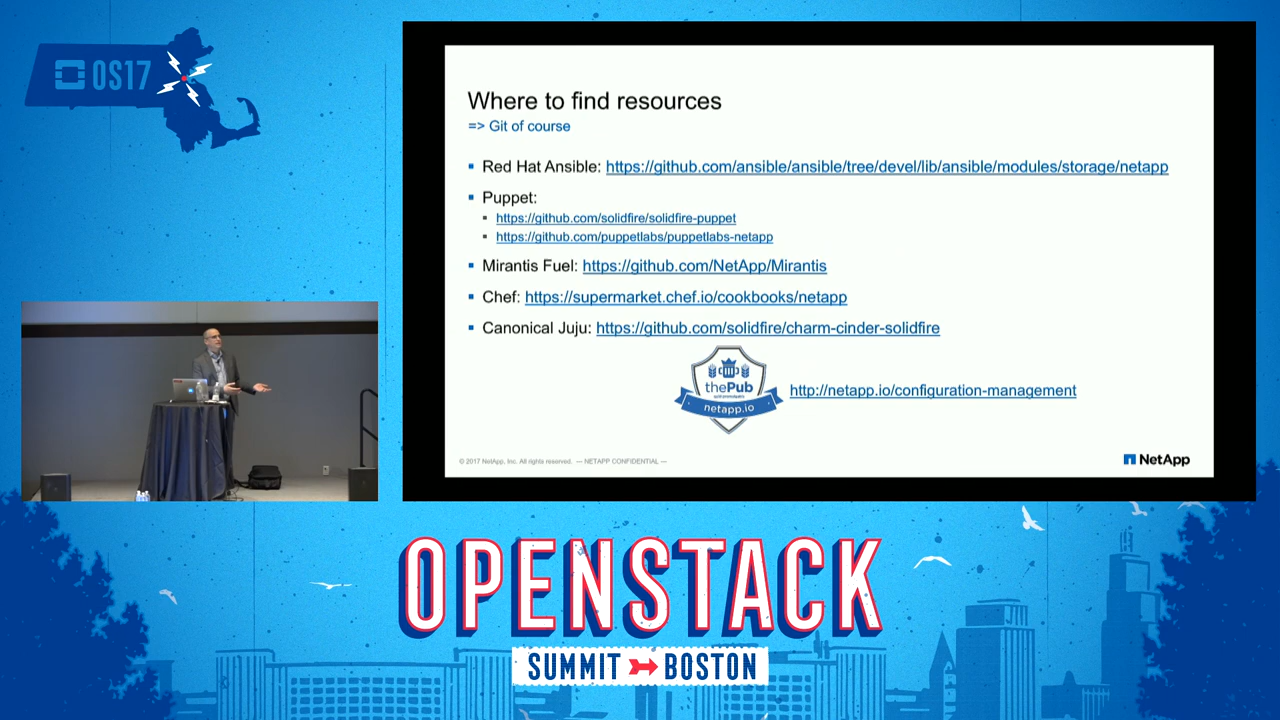 OS17
Where to find resources
=> Git of course
Red Hat Ansible: https://github.com/ansible/ansible/tree/devel/lib/ansible/modules/storage/netapp
Puppet:
https://github.com/solidfire/solidfire-puppet
https://github.com/puppetlabs/puppetlabs-netapp
Mirantis Fuel: https://github.com/NetApp/Mirantis
Chef: https://supermarket.chef.io/cookbooks/netapp
Canonical Juju: https://github.com/solidfire/charm-cinder-solidfire
thePub
netapp.io
http://netapp.io/configuration-management
© 2017 NetApp, Inc. All rights reserved. — NETAPP CONFIDENTIAL —
NetApp
OPENSTACK
SUMMIT BOSTON